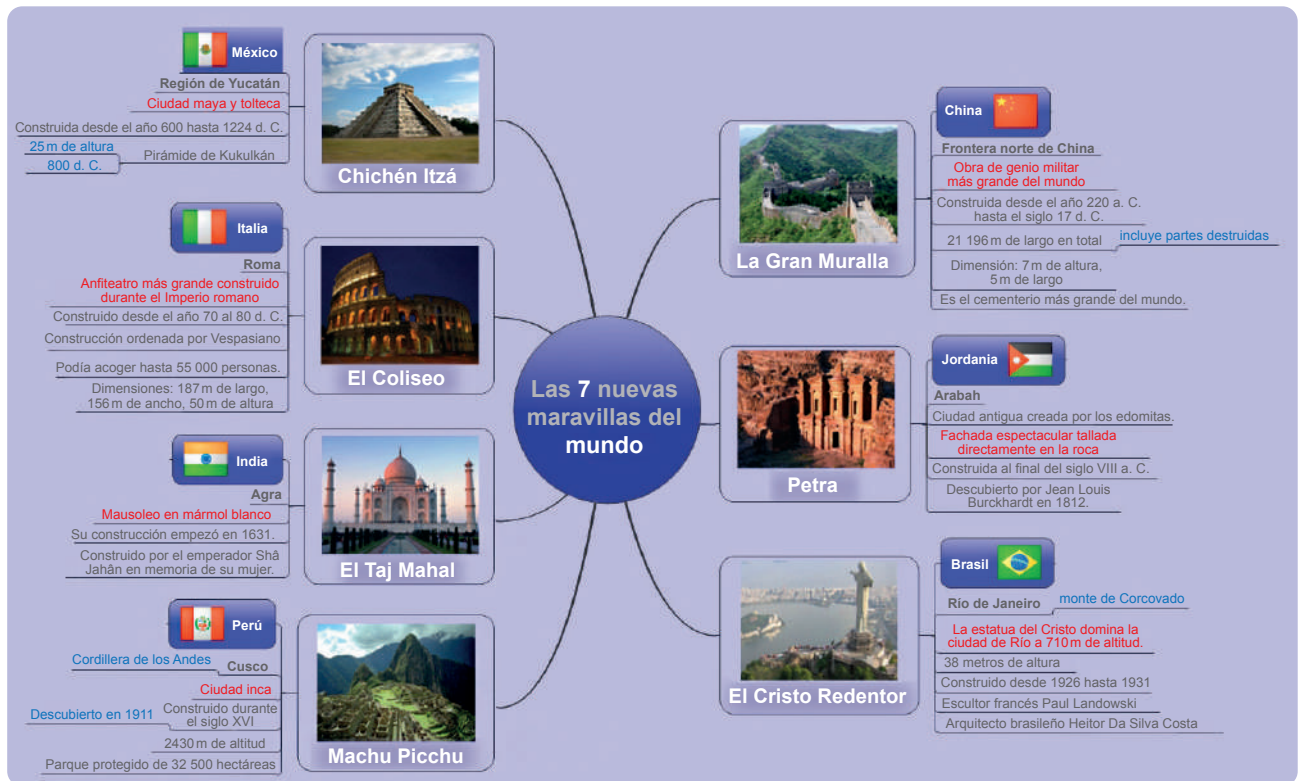 México
Región de Yucatán
Ciudad maya y tolteca
Construida desde el año 600 hasta 1224 d. C.
25 m de altura
800 d. C.
Pirámide de Kukulkán
Chichén Itzá
Italia
Roma
Anfiteatro más grande construido
durante el Imperio romano
Construido desde el año 70 al 80 d. C.
Construcción ordenada por Vespasiano
Podía acoger hasta 55 000 personas.
Dimensiones: 187 m de largo,
156 m de ancho, 50 m de altura
El Coliseo
India
Agra
Mausoleo en mármol blanco
Su construcción empezó en 1631.
Construido por el emperador Shâ
Jahân en memoria de su mujer.
El Taj Mahal
Perú
Cordillera de los Andes
Cusco
Ciudad inca
Descubierto en 1911
Construido durante
el siglo XVI
2430 m de altitud
Parque protegido de 32 500 hectáreas
Machu Picchu
Las 7 nuevas
maravillas del
mundo
China
Frontera norte de China
Obra de genio militar
más grande del mundo
Construida desde el año 220 a. C.
hasta el siglo 17 d. C.
21 196 m de largo en total
incluye partes destruidas
Dimensión: 7 m de altura,
5 m de largo
Es el cementerio más grande del mundo.
La Gran Muralla
Jordania
Arabah
Ciudad antigua creada por los edomitas.
Fachada espectacular tallada
directamente en la roca
Construida al final del siglo VIII a. C.
Descubierto por Jean Louis
Burckhardt en 1812.
Petra
Brasil
Río de Janeiro
monte de Corcovado
La estatua del Cristo domina la
ciudad de Río a 710 m de altitud.
38 metros de altura
Construido desde 1926 hasta 1931
Escultor francés Paul Landowski
Arquitecto brasileño Heitor Da Silva Costa
El Cristo Redentor